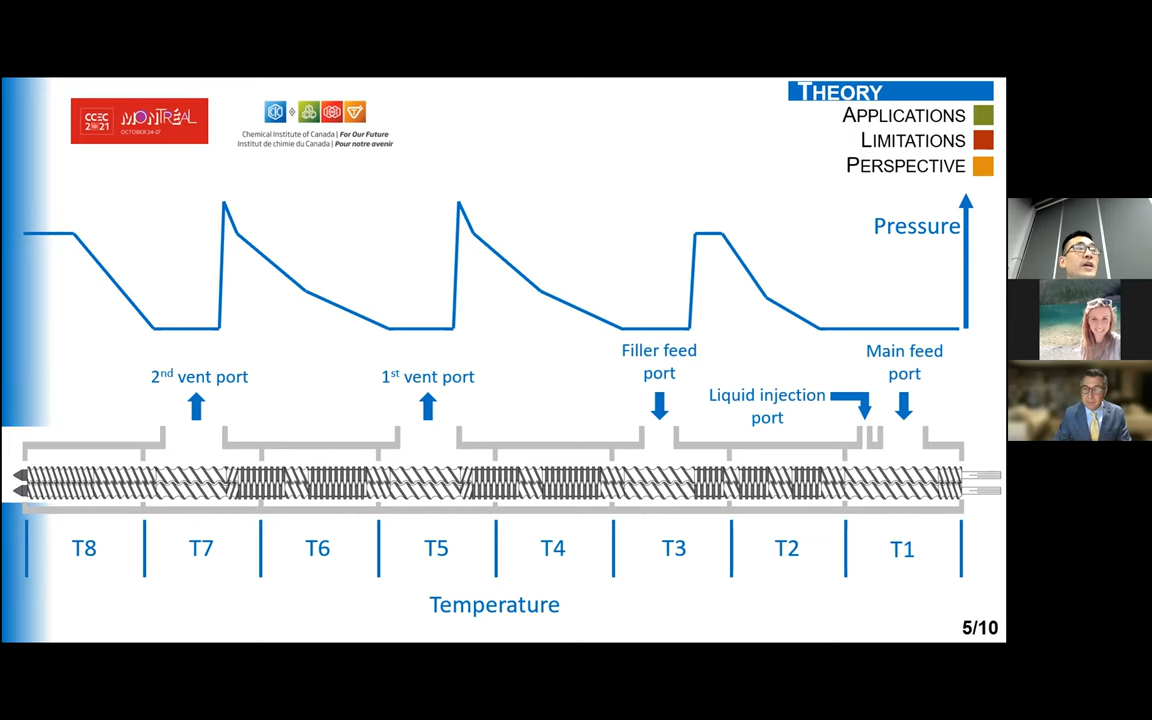 CCEC
2021
MONTRÉAL
OCTOBER 24-27
Chemical Institute of Canada | For Our Future
Institut de chimie du Canada | Pour notre avenir
THEORY
APPLICATIONS
LIMITATIONS
PERSPECTIVE
Pressure
2nd vent port
1st vent port
Filler feed
port
Liquid injection
port
Main feed
port
T8
T7
T6
T5
T4
T3
T2
T1
Temperature
5/10